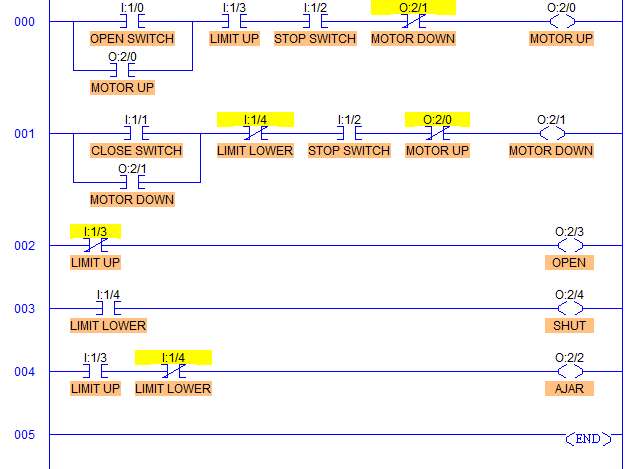 I:1/0 I:1/3 I:1/2 O:2/1 O:2/0
000
OPEN SWITCH LIMIT UP STOP SWITCH MOTOR DOWN MOTOR UP
O:2/0
MOTOR UP
I:1/1 I:1/4 I:1/2 O:2/0 O:2/1
001
CLOSE SWITCH LIMIT LOWER STOP SWITCH MOTOR UP MOTOR DOWN
O:2/1
MOTOR DOWN
I:1/3 O:2/3
002
LIMIT UP OPEN
I:1/4 O:2/4
003
LIMIT LOWER SHUT
I:1/3 I:1/4 O:2/2
004
LIMIT UP LIMIT LOWER AJAR
005 END